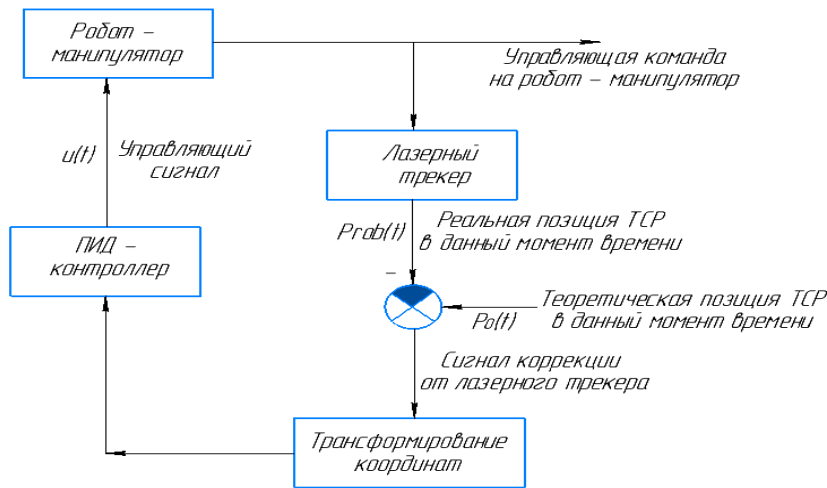 Робот –
манипулятор
Управляющая команда
на робот – манипулятор
Лазерный
трекер
u(t)
Управляющий
сигнал
Prob(t)
Реальная позиция TCP
в данный момент времени
ПИД –
контроллер
–
Po(t)
Теоретическая позиция TCP
в данный момент времени
Сигнал коррекции
от лазерного трекера
Трансформирование
координат